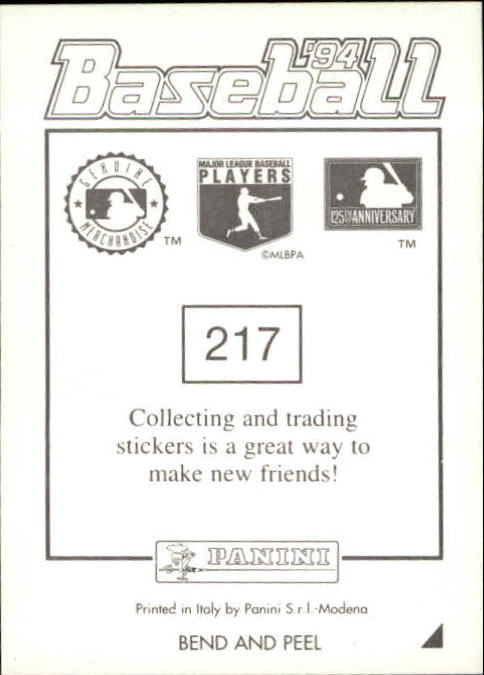 '94
Baseball
GENUINE
MERCHANDISE
TM
MAJOR LEAGUE BASEBALL
PLAYERS
©MLBPA
125TH ANNIVERSARY
TM
217
Collecting and trading
stickers is a great way to
make new friends!
PANINI
Printed in Italy by Panini S.r.l.-Modena
BEND AND PEEL